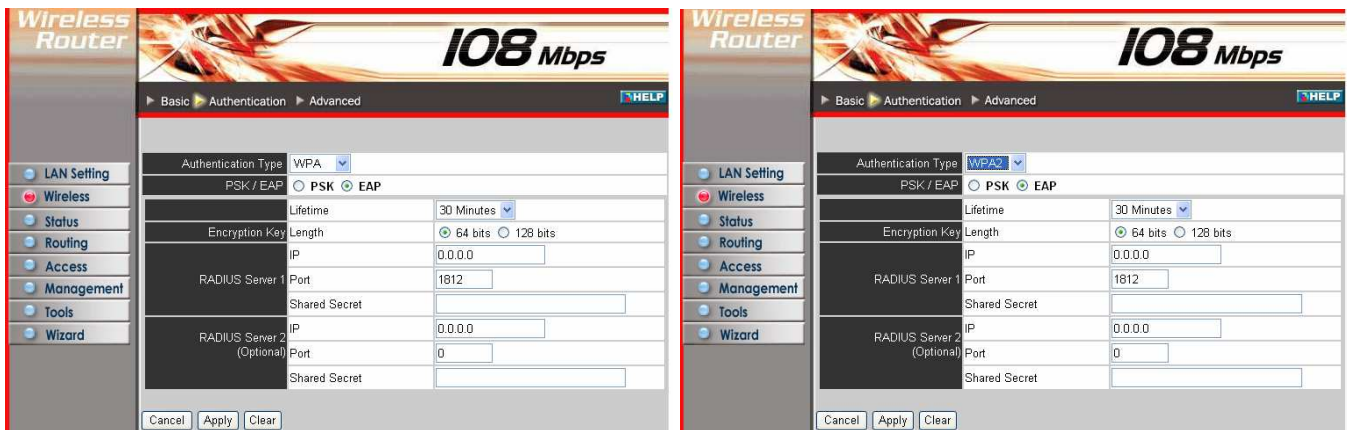 Wireless
Router
108 Mbps
Basic Authentication Advanced
HELP
LAN Setting
Wireless
Status
Routing
Access
Management
Tools
Wizard
Authentication Type WPA
PSK / EAP PSK EAP
Lifetime 30 Minutes
Encryption Key Length 64 bits 128 bits
RADIUS Server 1
IP 0.0.0.0
Port 1812
Shared Secret
RADIUS Server 2
(Optional)
IP 0.0.0.0
Port 0
Shared Secret
Cancel Apply Clear
Wireless
Router
108 Mbps
Basic Authentication Advanced
HELP
LAN Setting
Wireless
Status
Routing
Access
Management
Tools
Wizard
Authentication Type WPA2
PSK / EAP PSK EAP
Lifetime 30 Minutes
Encryption Key Length 64 bits 128 bits
RADIUS Server 1
IP 0.0.0.0
Port 1812
Shared Secret
RADIUS Server 2
(Optional)
IP 0.0.0.0
Port 0
Shared Secret
Cancel Apply Clear